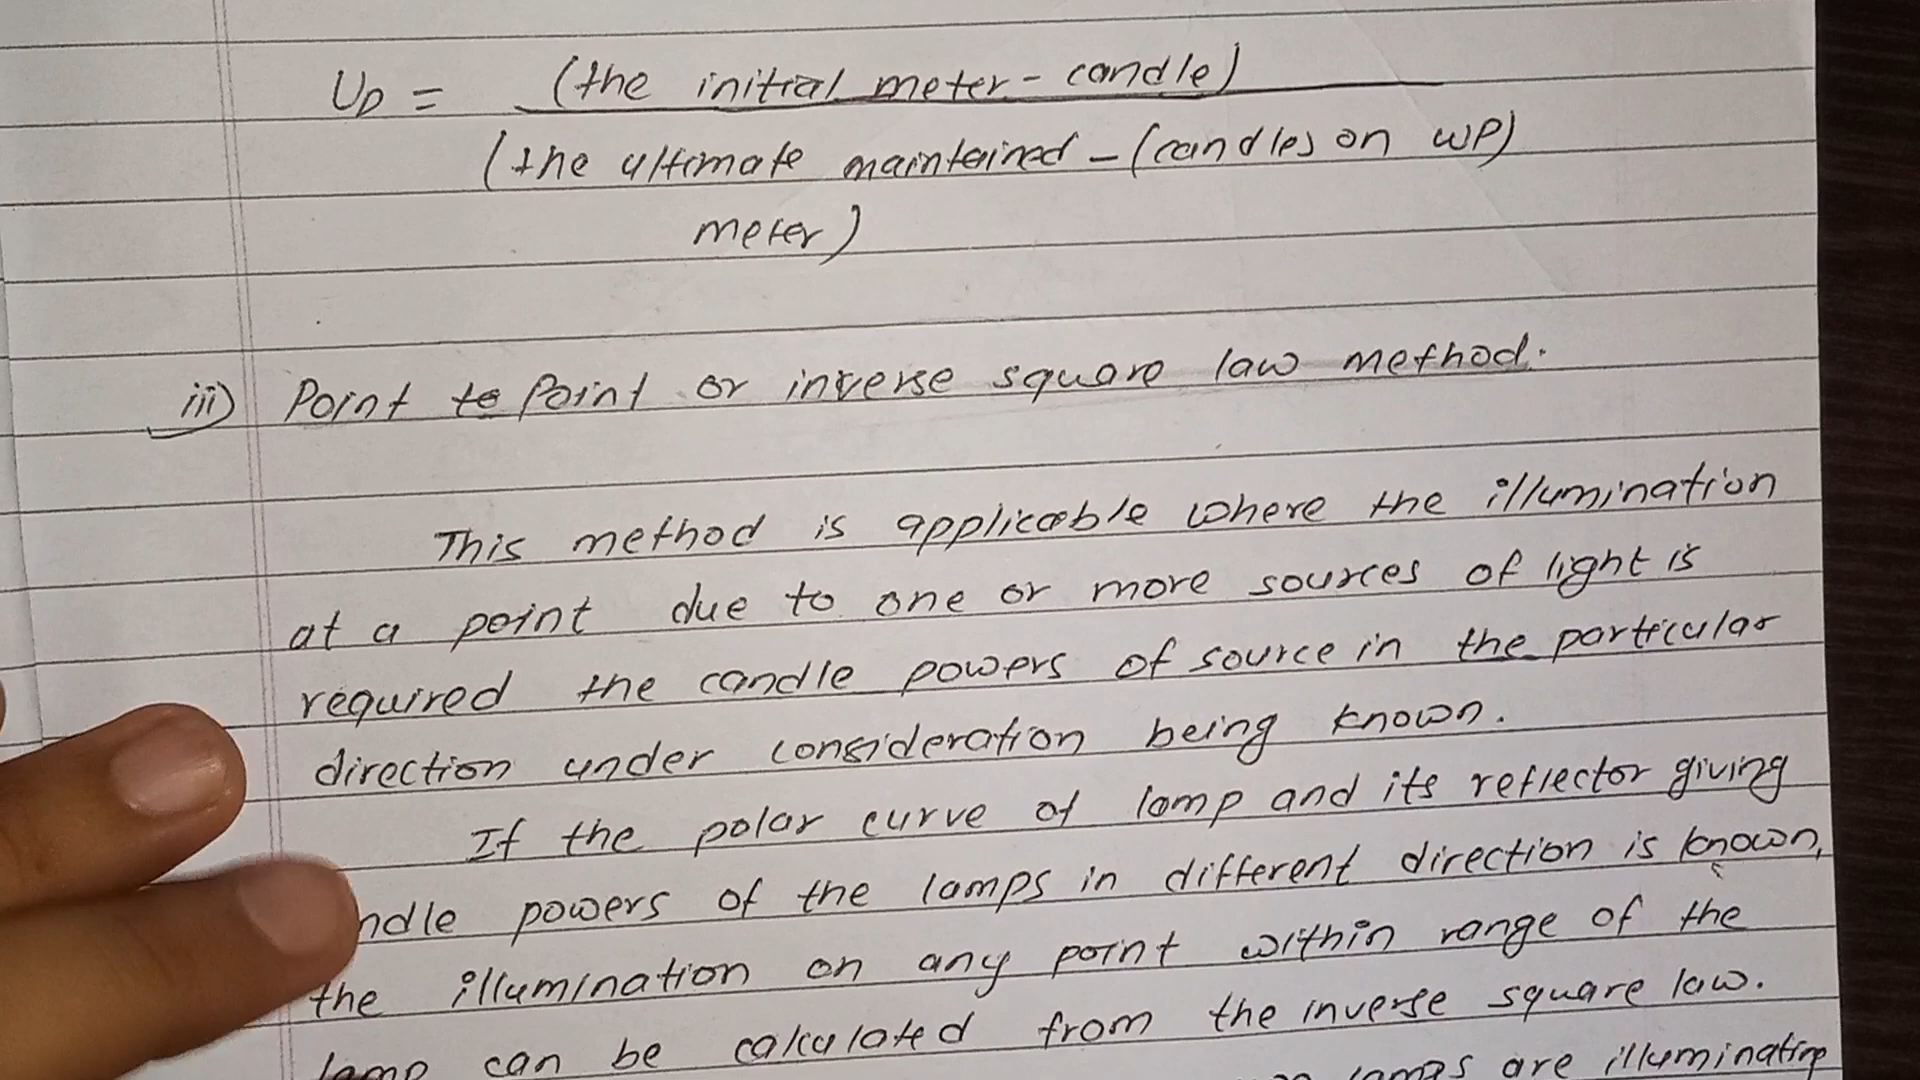 UD = (the initial meter - candle)
(the ultimate maintained - (candles on WP)
meter)
iii) Point to Point or inverse square law method.
This method is applicable where the illumination
at a point due to one or more sources of light is
required the candle powers of source in the particular
direction under consideration being known.
If the polar curve of lamp and its reflector giving
ndle powers of the lamps in different direction is known,
the illumination on any point within range of the
lamp can be calculated from the inverse square law.
lamps are illuminating